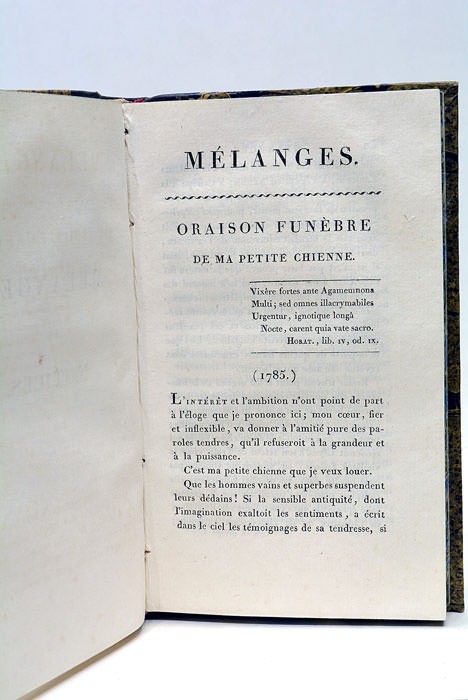 MÉLANGES.
ORAISON FUNÈBRE
DE MA PETITE CHIENNE.
Vixêre fortes ante Agamemnona
Multi ; sed omnes illacrymabiles
Urgentur, ignotique longâ
Nocte, carent quia vate sacro.
HORAT., lib. IV, od. IX.
(1785.)
L'INTÉRÊT et l'ambition n'ont point de part
à l'éloge que je prononce ici ; mon cœur, fier
et inflexible, va donner à l'amitié pure des pa-
roles tendres, qu'il refuseroit à la grandeur et
à la puissance.
C'est ma petite chienne que je veux louer.
Que les hommes vains et superbes suspendent
leurs dédains ! Si la sensible antiquité, dont
l'imagination exaltoit les sentiments, a écrit
dans le ciel les témoignages de sa tendresse, si